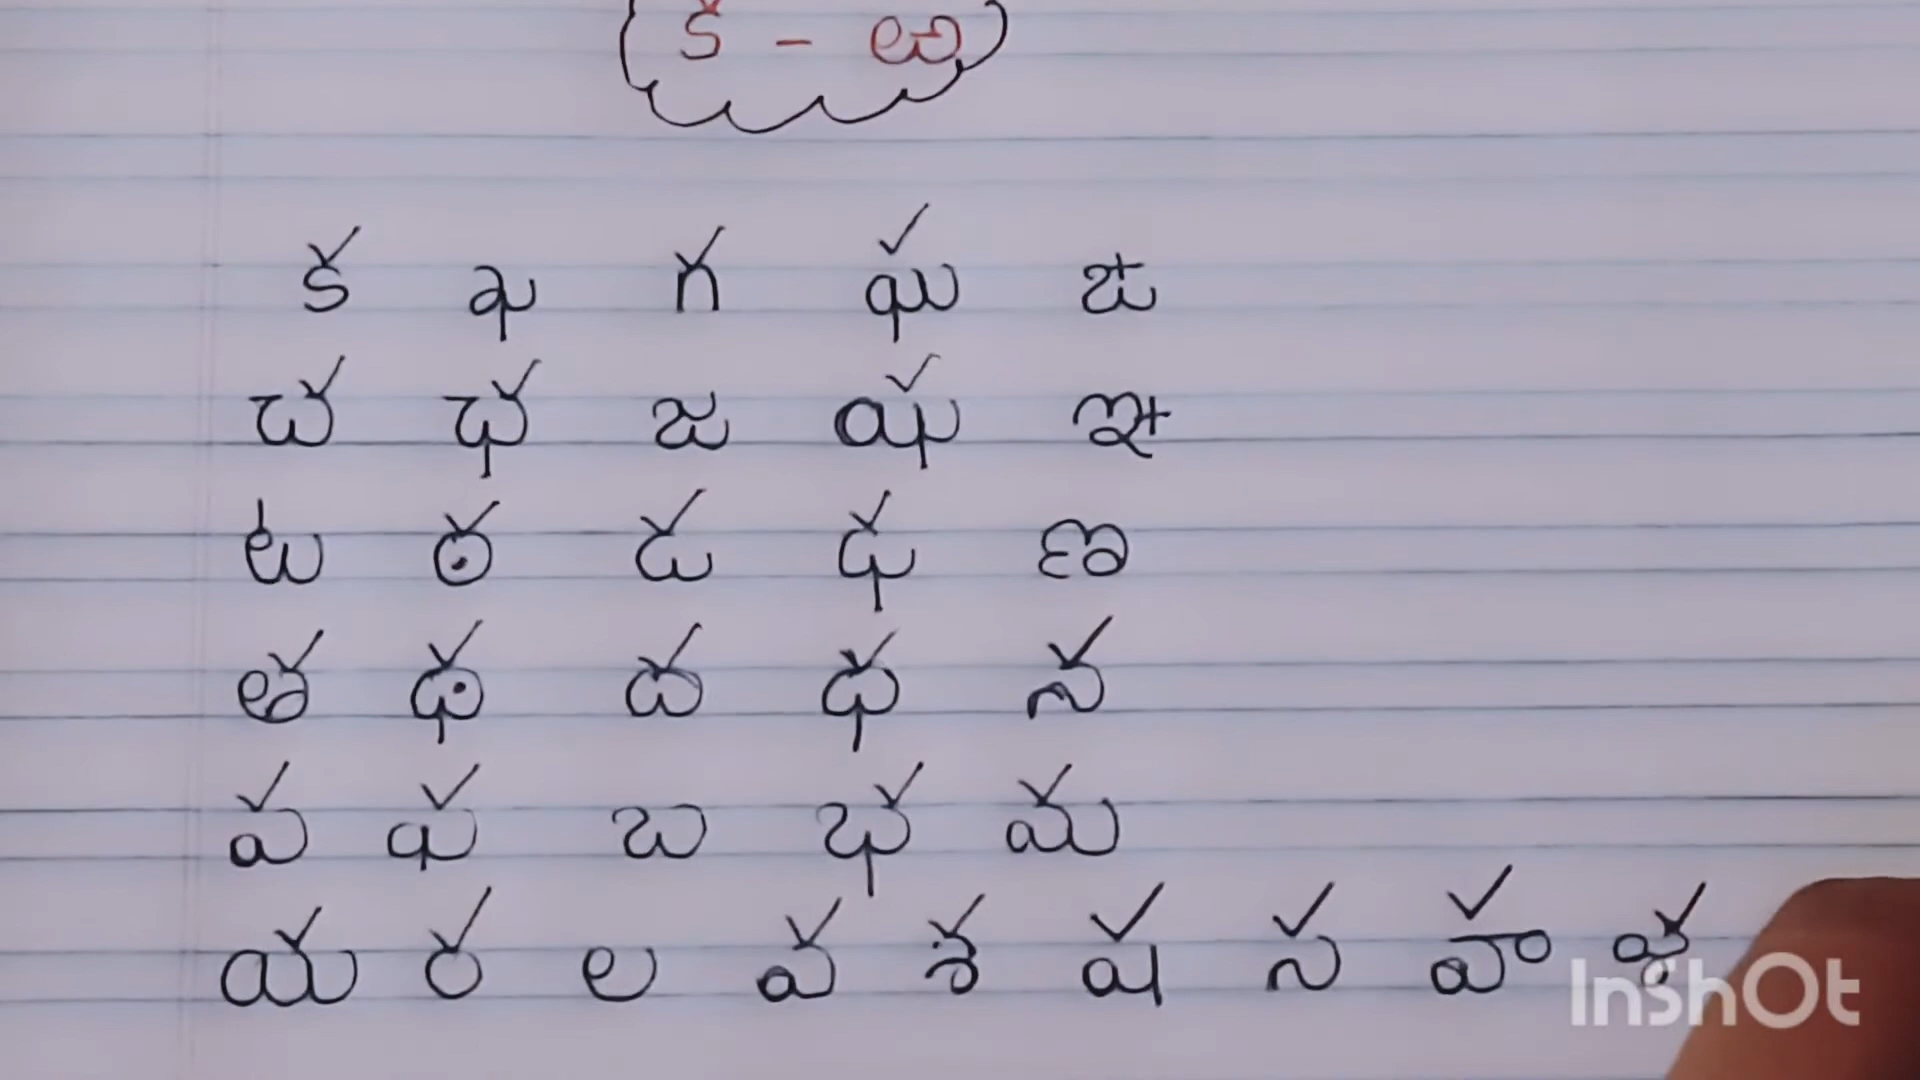 క - ఱ
క ఖ గ ఘ ఙ
చ ఛ జ ఝ ఞ
ట ఠ డ ఢ ణ
త థ ద ధ న
ప ఫ బ భ మ
య ర ల వ శ ష స హ ళ
InShOt